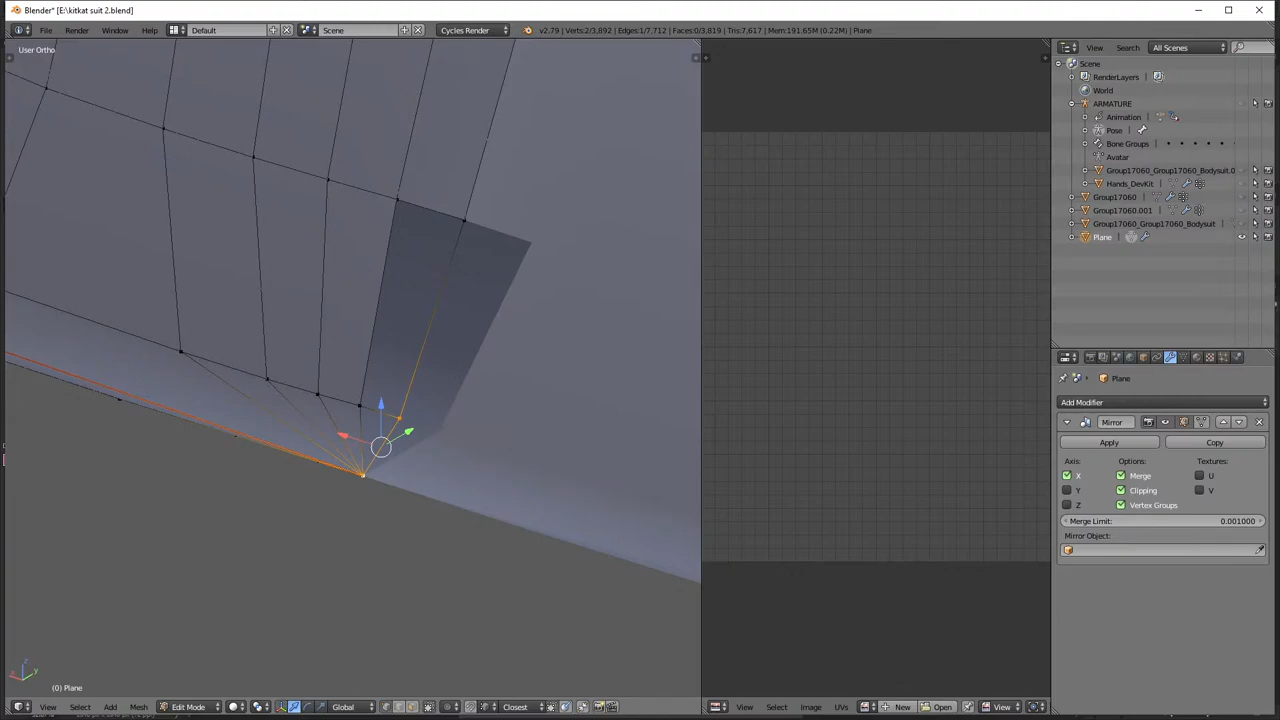 Blender* [E:\kitkat suit 2.blend]
File Render Window Help Default Scene Cycles Render v2.79 | Verts:2/3,892 | Edges:1/7,712 | Faces:0/3,819 | Tris:7,617 | Mem:191.65M (0.22M) | Plane
User Ortho
View Search All Scenes
Scene
RenderLayers
World
ARMATURE
Animation
Pose
Bone Groups
Avatar
Group17060_Group17060_Bodysuit.0
Hands_DevKit
Group17060
Group17060.001
Group17060_Group17060_Bodysuit
Plane
Plane
Add Modifier
Mirror
Apply Copy
Axis: Options: Textures:
X Merge U
Y Clipping V
Z Vertex Groups
Merge Limit: 0.001000
Mirror Object:
(0) Plane
View Select Add Mesh Edit Mode Global Closest
View Select Image UVs New Open View